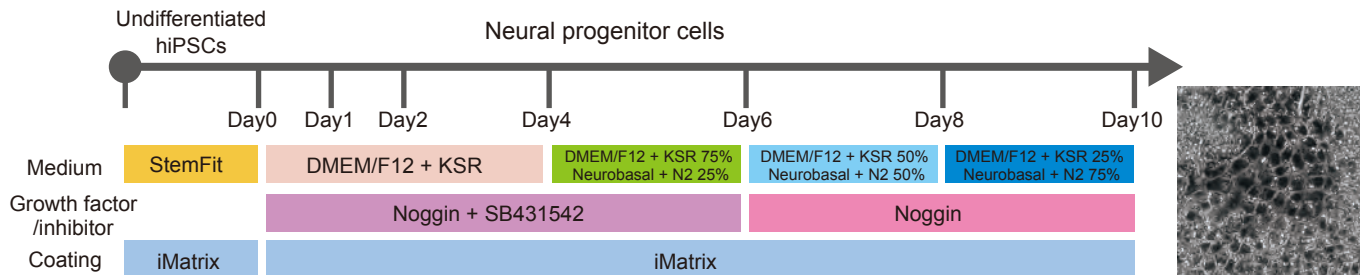 Undifferentiated
hiPSCs
Neural progenitor cells
Day0 Day1 Day2 Day4 Day6 Day8 Day10
Medium
StemFit
DMEM/F12 + KSR
DMEM/F12 + KSR 75%
Neurobasal + N2 25%
DMEM/F12 + KSR 50%
Neurobasal + N2 50%
DMEM/F12 + KSR 25%
Neurobasal + N2 75%
Growth factor
/inhibitor
Noggin + SB431542
Noggin
Coating
iMatrix
iMatrix